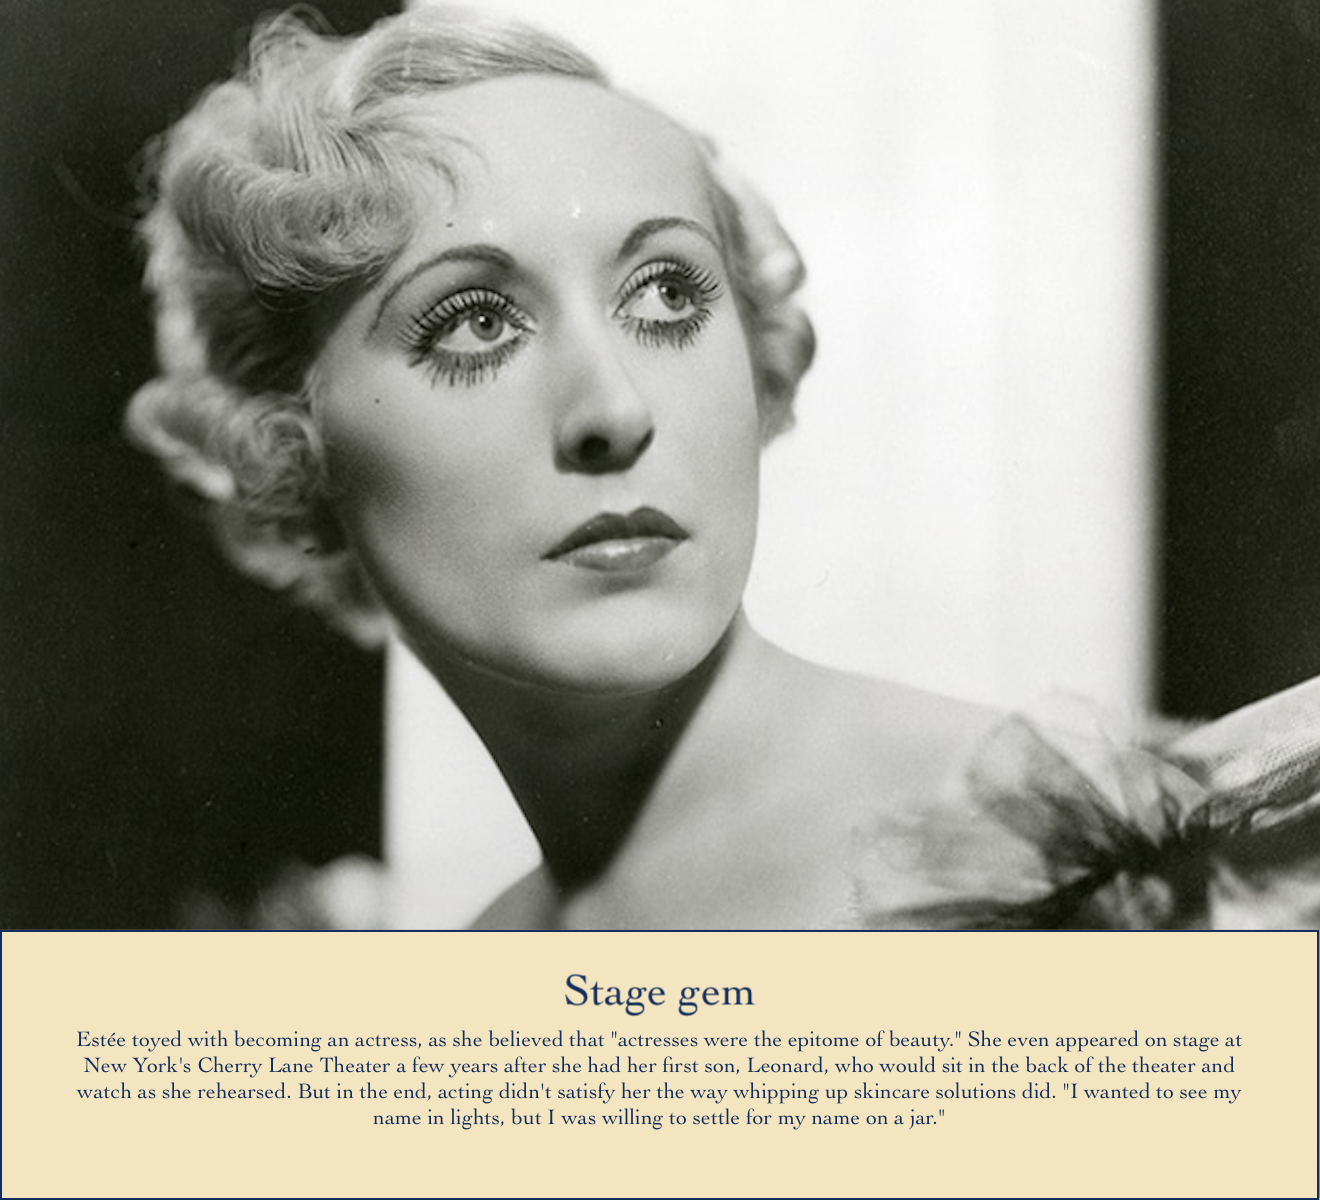 Stage gem
Estée toyed with becoming an actress, as she believed that "actresses were the epitome of beauty." She even appeared on stage at
New York's Cherry Lane Theater a few years after she had her first son, Leonard, who would sit in the back of the theater and
watch as she rehearsed. But in the end, acting didn't satisfy her the way whipping up skincare solutions did. "I wanted to see my
name in lights, but I was willing to settle for my name on a jar."